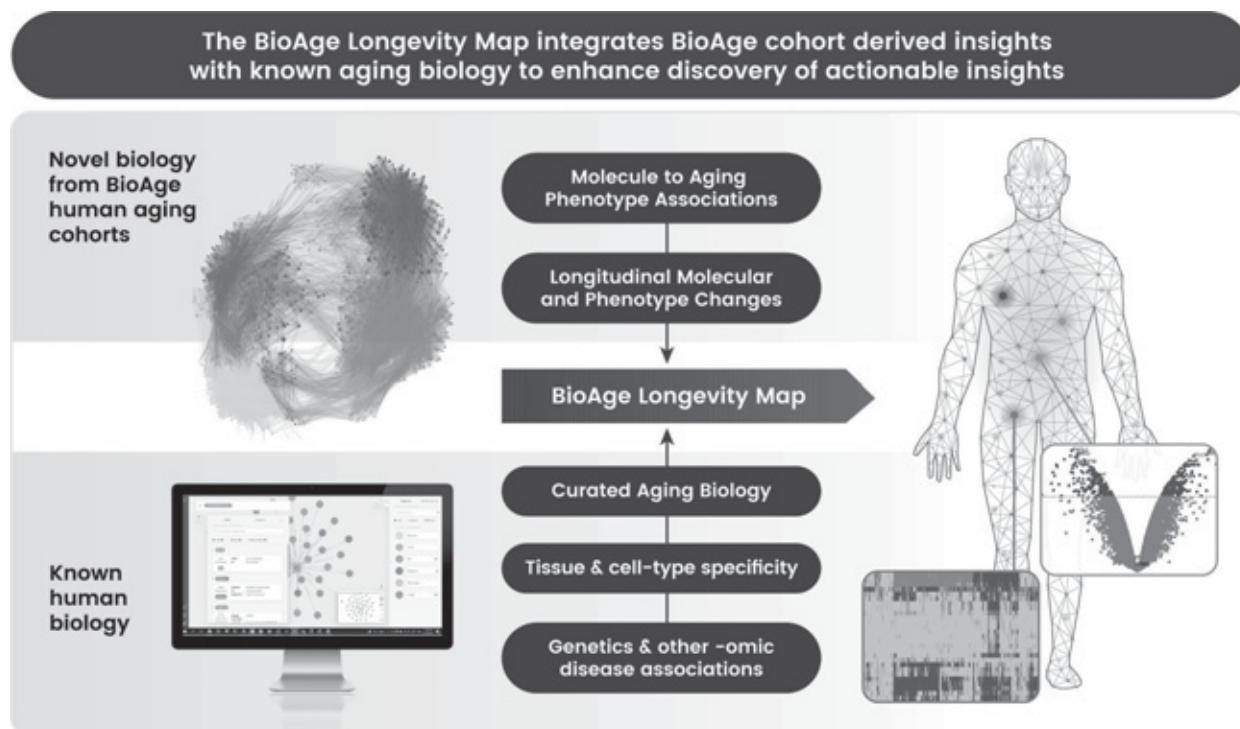 The BioAge Longevity Map integrates BioAge cohort derived insights
with known aging biology to enhance discovery of actionable insights
Novel biology
from BioAge
human aging
cohorts
Molecule to Aging
Phenotype Associations
Longitudinal Molecular
and Phenotype Changes
BioAge Longevity Map
Curated Aging Biology
Tissue & cell-type specificity
Genetics & other -omic
disease associations
Known
human
biology